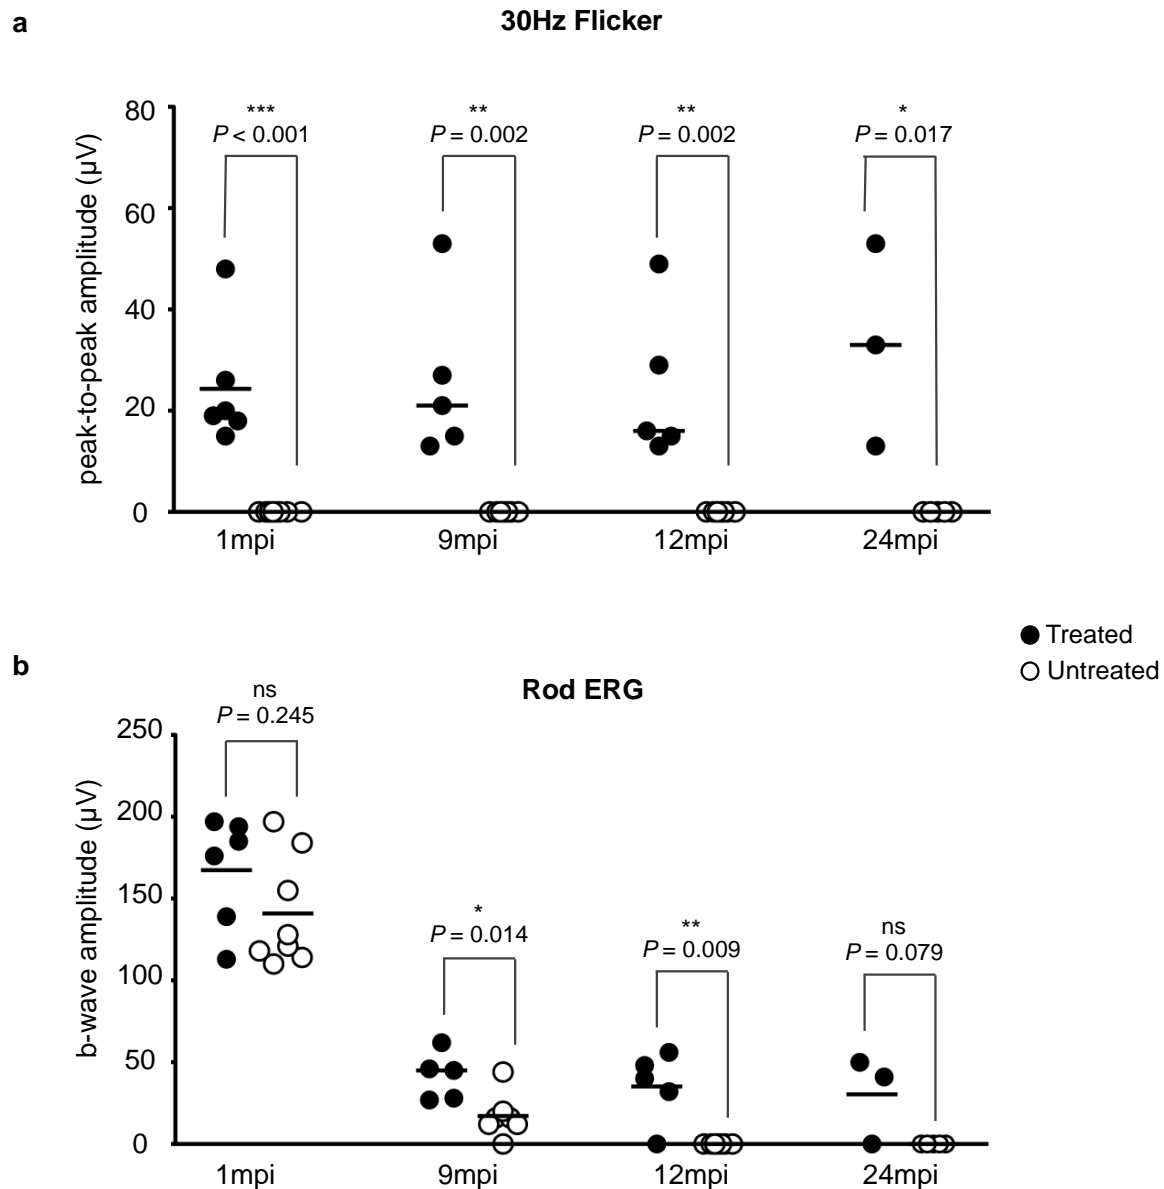 a
30Hz Flicker
peak-to-peak amplitude (µV)
80
60
40
20
0
***
P < 0.001
**
P = 0.002
**
P = 0.002
*
P = 0.017
1mpi
9mpi
12mpi
24mpi
Treated
Untreated
b
Rod ERG
b-wave amplitude (µV)
250
200
150
100
50
0
ns
P = 0.245
*
P = 0.014
**
P = 0.009
ns
P = 0.079
1mpi
9mpi
12mpi
24mpi